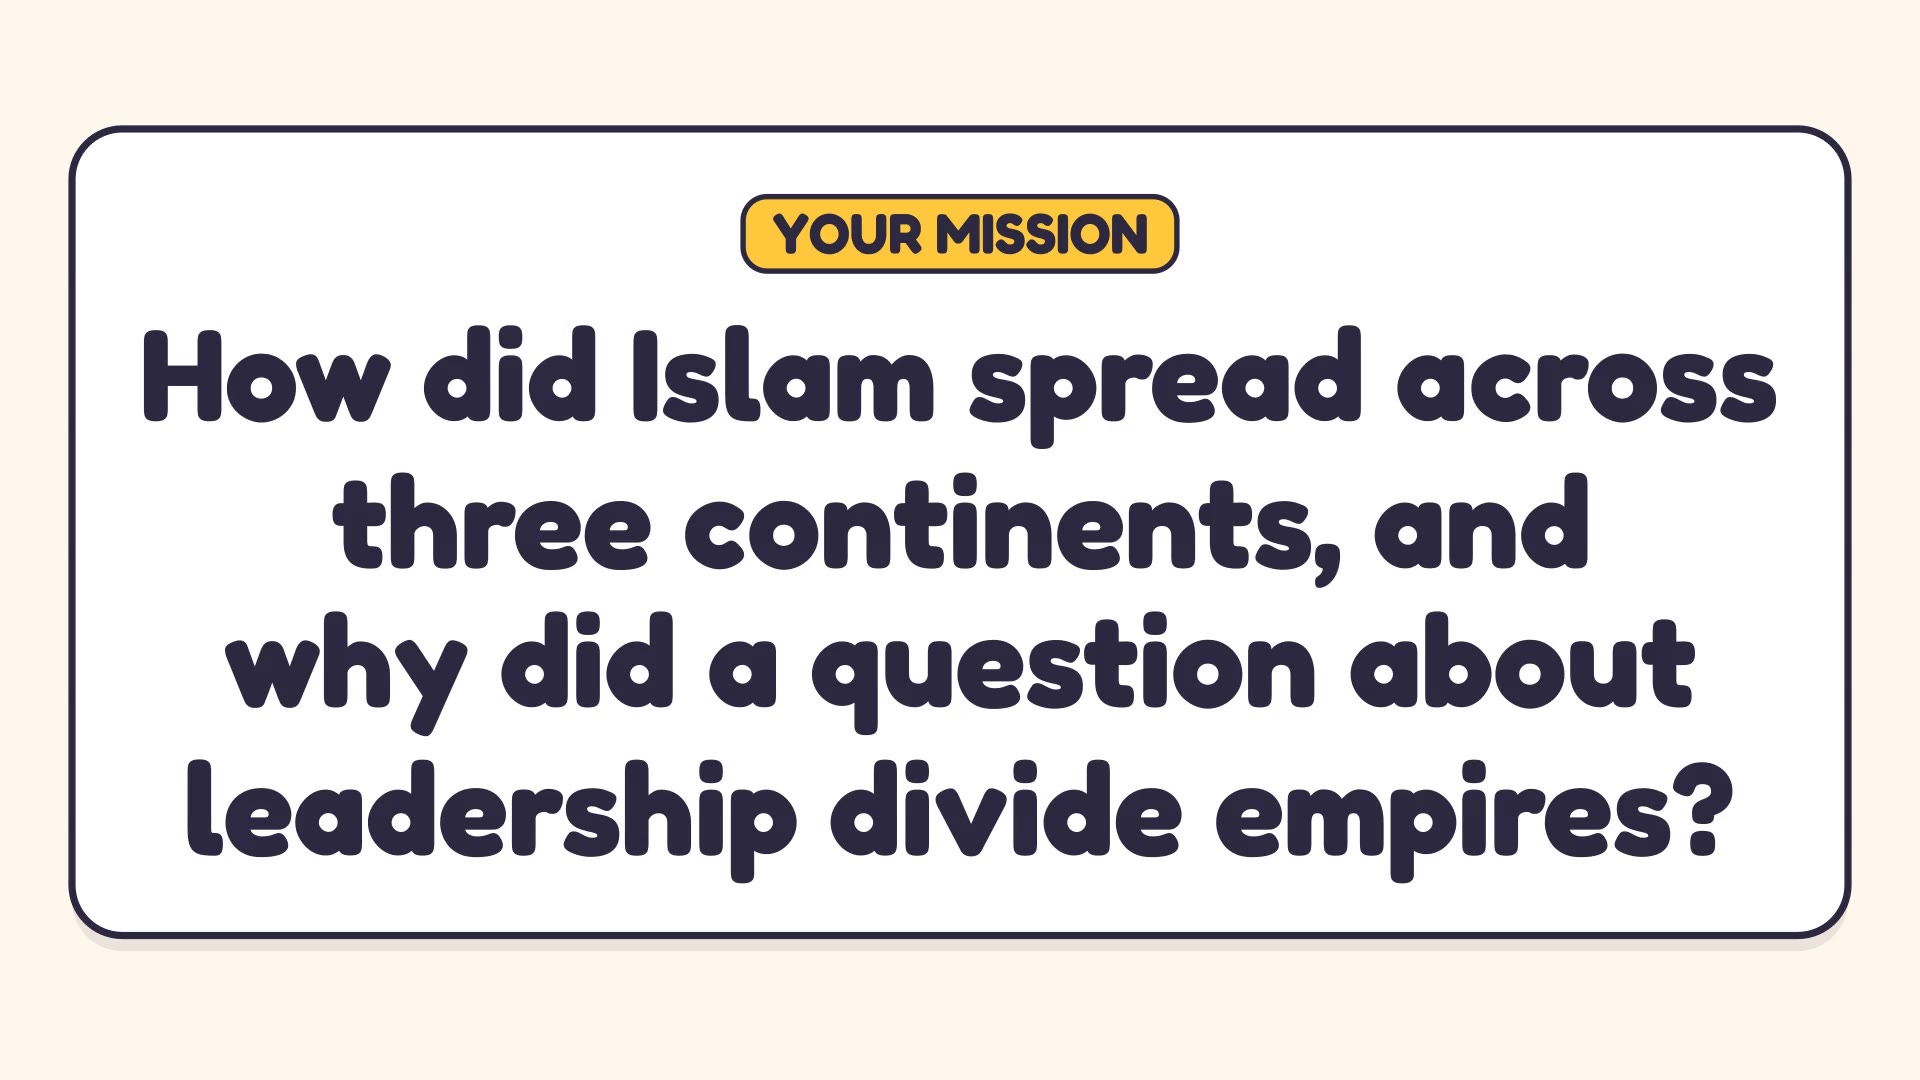 YOUR MISSION
How did Islam spread across
three continents, and
why did a question about
leadership divide empires?